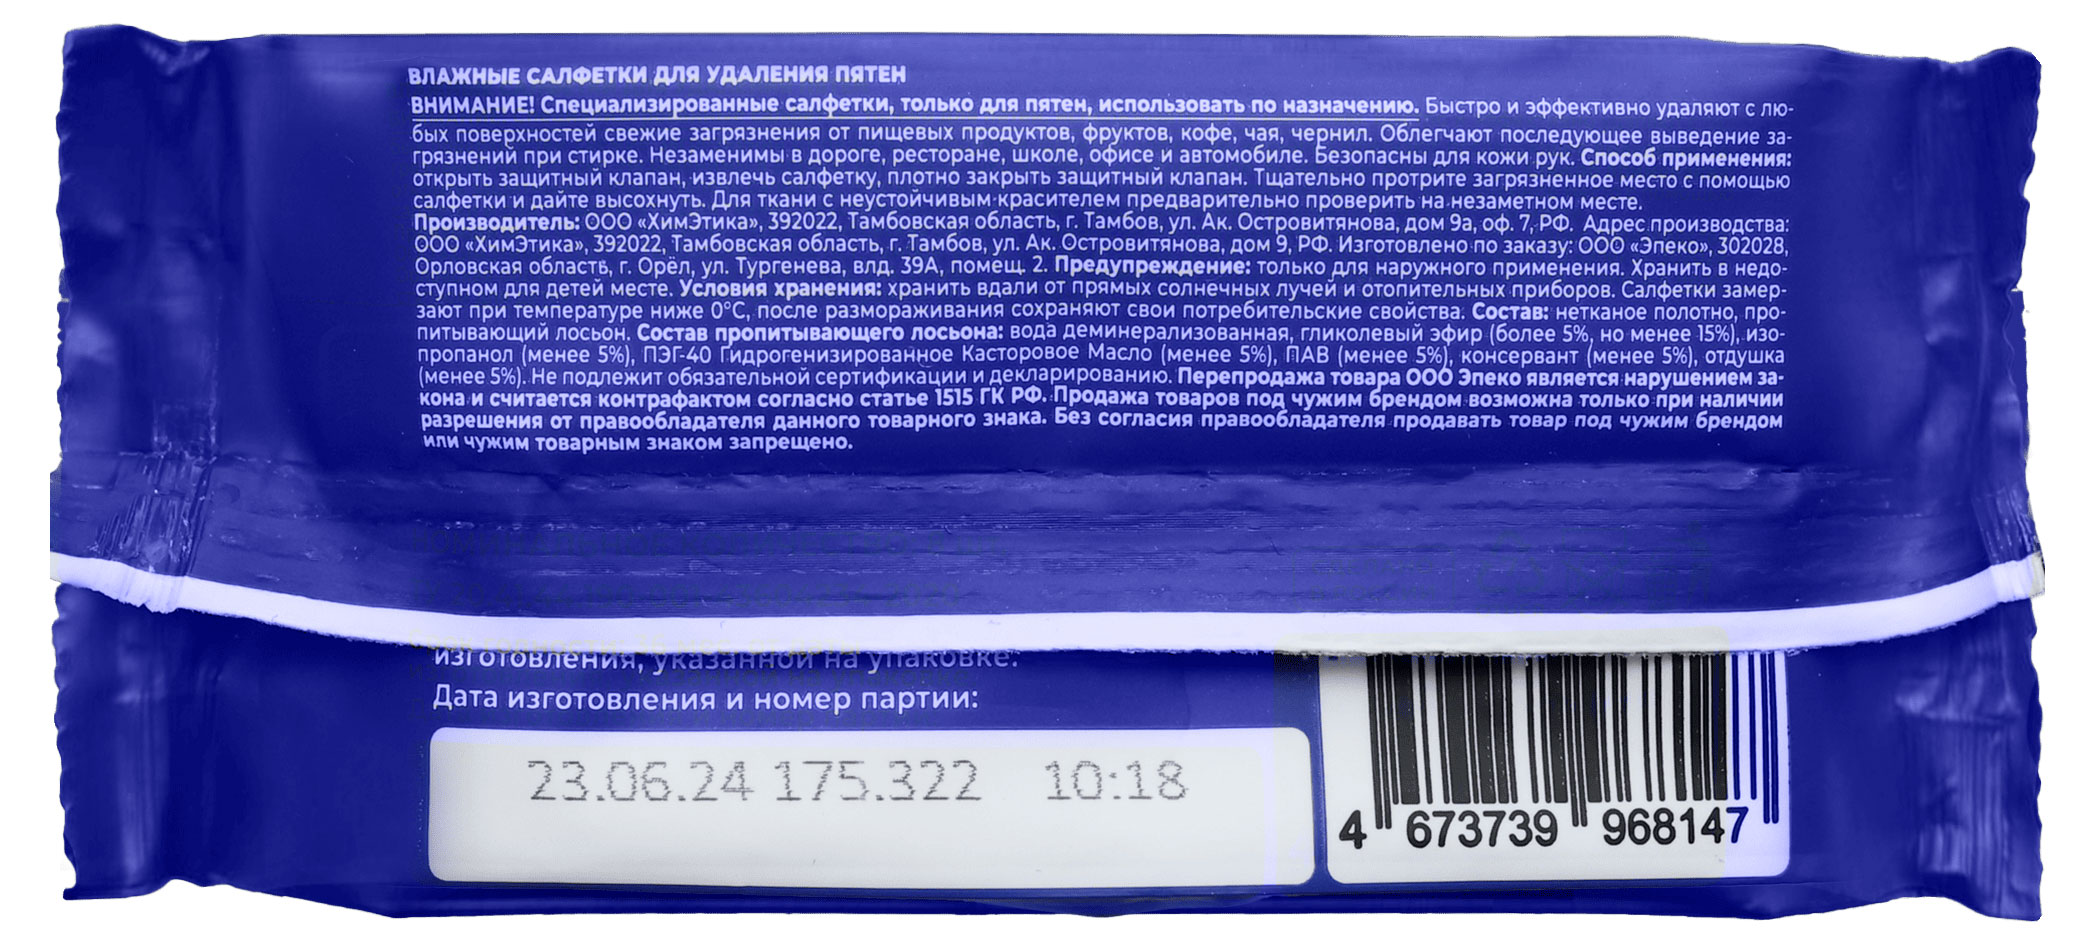 ВЛАЖНЫЕ САЛФЕТКИ ДЛЯ УДАЛЕНИЯ ПЯТЕН
ВНИМАНИЕ! Специализированные салфетки, только для пятен, использовать по назначению. Быстро и эффективно удаляют с лю-
бых поверхностей свежие загрязнения от пищевых продуктов, фруктов, кофе, чая, чернил. Облегчают последующее выведение за-
грязнений при стирке. Незаменимы в дороге, ресторане, школе, офисе и автомобиле. Безопасны для кожи рук. Способ применения:
открыть защитный клапан, извлечь салфетку, плотно закрыть защитный клапан. Тщательно протрите загрязненное место с помощью
салфетки и дайте высохнуть. Для ткани с неустойчивым красителем предварительно проверить на незаметном месте.
Производитель: ООО «ХимЭтика», 392022, Тамбовская область, г. Тамбов, ул. Ак. Островитянова, дом 9а, оф. 7, РФ. Адрес производства:
ООО «ХимЭтика», 392022, Тамбовская область, г. Тамбов, ул. Ак. Островитянова, дом 9, РФ. Изготовлено по заказу: ООО «Эпеко», 302028,
Орловская область, г. Орёл, ул. Тургенева, влд. 39А, помещ. 2. Предупреждение: только для наружного применения. Хранить в недо-
ступном для детей месте. Условия хранения: хранить вдали от прямых солнечных лучей и отопительных приборов. Салфетки замер-
зают при температуре ниже 0°С, после размораживания сохраняют свои потребительские свойства. Состав: нетканое полотно, про-
питывающий лосьон. Состав пропитывающего лосьона: вода деминерализованная, гликолевый эфир (более 5%, но менее 15%), изо-
пропанол (менее 5%), ПЭГ-40 Гидрогенизированное Касторовое Масло (менее 5%), ПАВ (менее 5%), консервант (менее 5%), отдушка
(менее 5%). Не подлежит обязательной сертификации и декларированию. Перепродажа товара ООО Эпеко является нарушением за-
кона и считается контрафактом согласно статье 1515 ГК РФ. Продажа товаров под чужим брендом возможна только при наличии
разрешения от правообладателя данного товарного знака. Без согласия правообладателя продавать товар под чужим брендом
или чужим товарным знаком запрещено.
изготовления, указанной на упаковке.
Дата изготовления и номер партии:
23.06.24 175.322 10:18
4 673739 968147